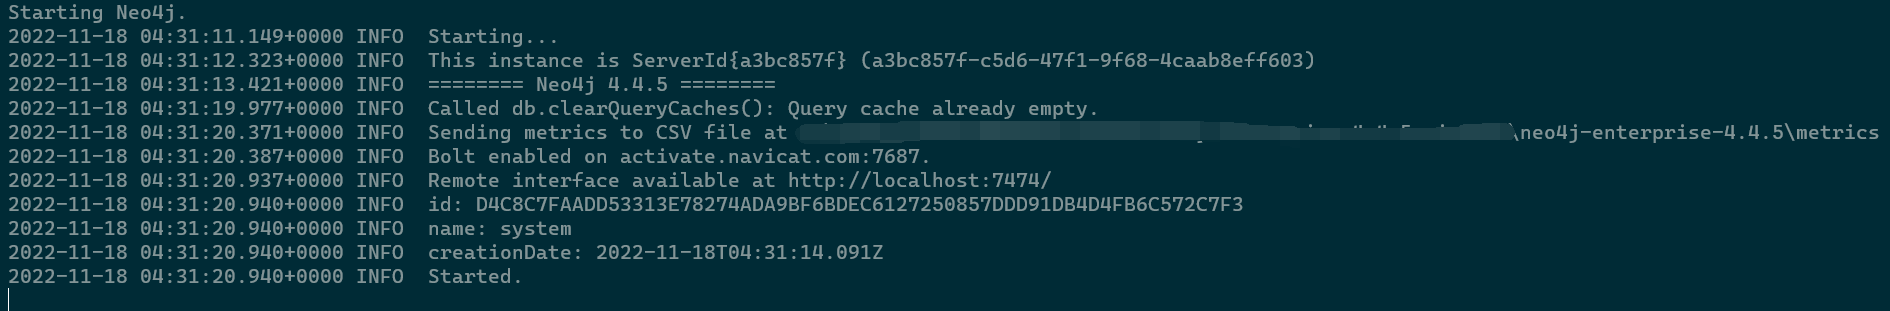 Starting Neo4j.
2022-11-18 04:31:11.149+0000 INFO  Starting...
2022-11-18 04:31:12.323+0000 INFO  This instance is ServerId{a3bc857f} (a3bc857f-c5d6-47f1-9f68-4caab8eff603)
2022-11-18 04:31:13.421+0000 INFO  ======== Neo4j 4.4.5 ========
2022-11-18 04:31:19.977+0000 INFO  Called db.clearQueryCaches(): Query cache already empty.
2022-11-18 04:31:20.371+0000 INFO  Sending metrics to CSV file at \neo4j-enterprise-4.4.5\metrics
2022-11-18 04:31:20.387+0000 INFO  Bolt enabled on activate.navicat.com:7687.
2022-11-18 04:31:20.937+0000 INFO  Remote interface available at http://localhost:7474/
2022-11-18 04:31:20.940+0000 INFO  id: D4C8C7FAADD53313E78274ADA9BF6BDEC6127250857DDD91DB4D4FB6C572C7F3
2022-11-18 04:31:20.940+0000 INFO  name: system
2022-11-18 04:31:20.940+0000 INFO  creationDate: 2022-11-18T04:31:14.091Z
2022-11-18 04:31:20.940+0000 INFO  Started.